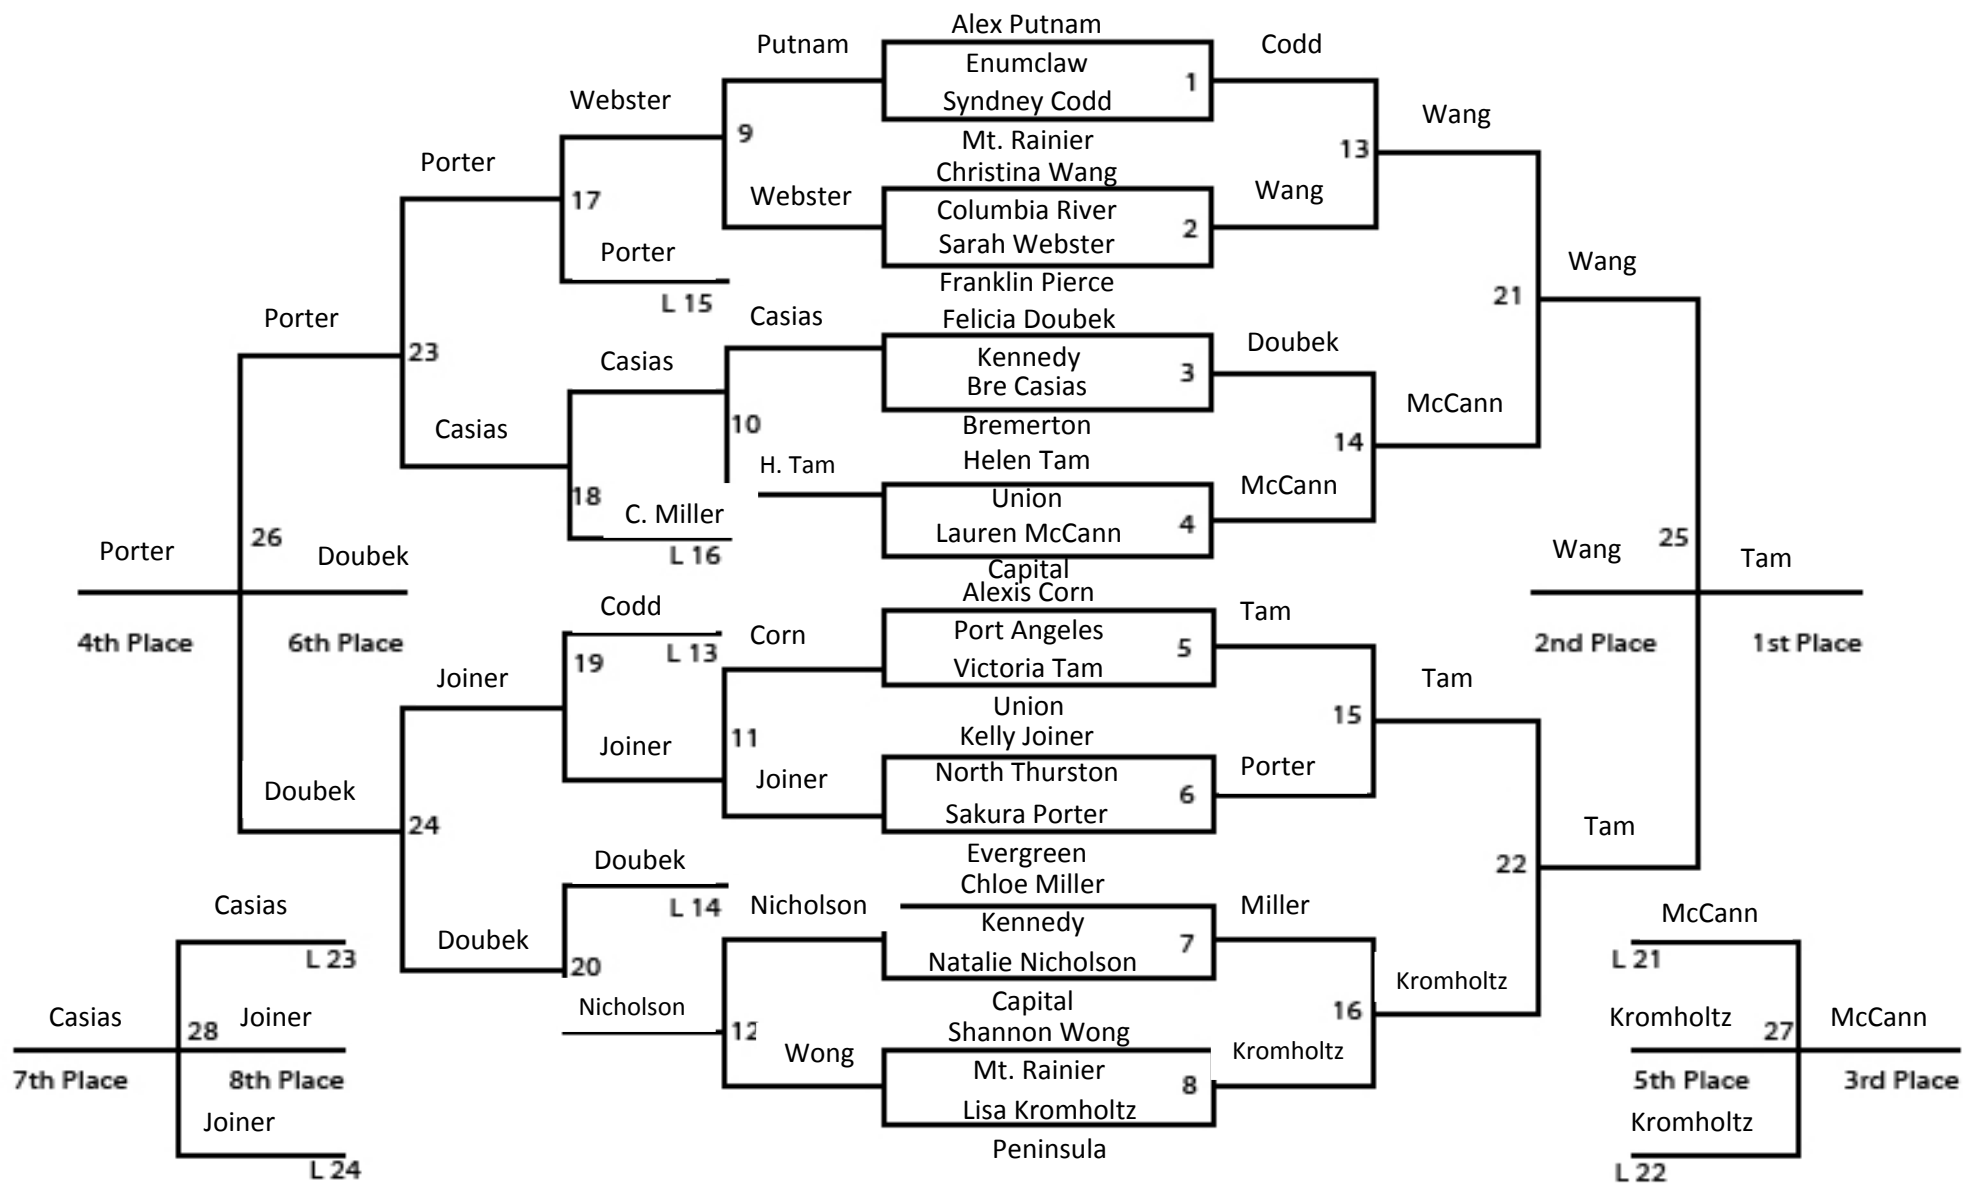 Alex Putnam
Putnam
Codd
Enumclaw
1
Syndney Codd
Webster
Wang
9
Mt. Rainier
13
Porter
Christina Wang
17
Webster
Columbia River
Wang
2
Sarah Webster
Porter
Wang
L 15
Franklin Pierce
21
Porter
Casias
Felicia Doubek
Doubek
23
Casias
Kennedy
3
Bre Casias
McCann
Casias
10
Bremerton
14
H. Tam
Helen Tam
McCann
18
C. Miller
Union
4
Lauren McCann
26
25
Porter
Doubek
L 16
Capital
Wang
Tam
Alexis Corn
Codd
Tam
4th Place
6th Place
Corn
Port Angeles
5
2nd Place
1st Place
19
L 13
Victoria Tam
Joiner
Tam
Union
15
Joiner
11
Kelly Joiner
Joiner
North Thurston
Porter
Doubek
6
24
Sakura Porter
Tam
Doubek
Evergreen
22
Chloe Miller
Casias
L 14
Nicholson
Miller
McCann
Kennedy
Doubek
7
L 23
20
Natalie Nicholson
L 21
Nicholson
Capital
Kromholtz
Casias
28
Joiner
12
Shannon Wong
16
Kromholtz
27
McCann
Wong
Kromholtz
7th Place
8th Place
Mt. Rainier
8
5th Place
3rd Place
Joiner
Lisa Kromholtz
Kromholtz
L 24
Peninsula
L 22